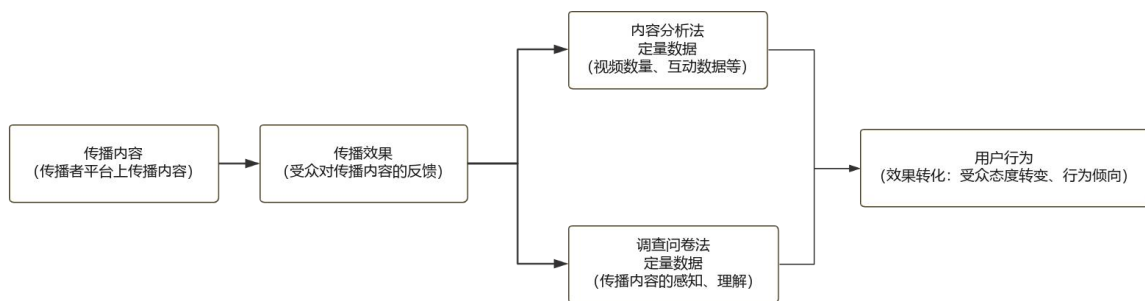 内容分析法
定量数据
（视频数量、互动数据等）
传播内容
（传播者平台上传播内容）
传播效果
（受众对传播内容的反馈）
用户行为
（效果转化：受众态度转变、行为倾向）
调查问卷法
定量数据
（传播内容的感知、理解）